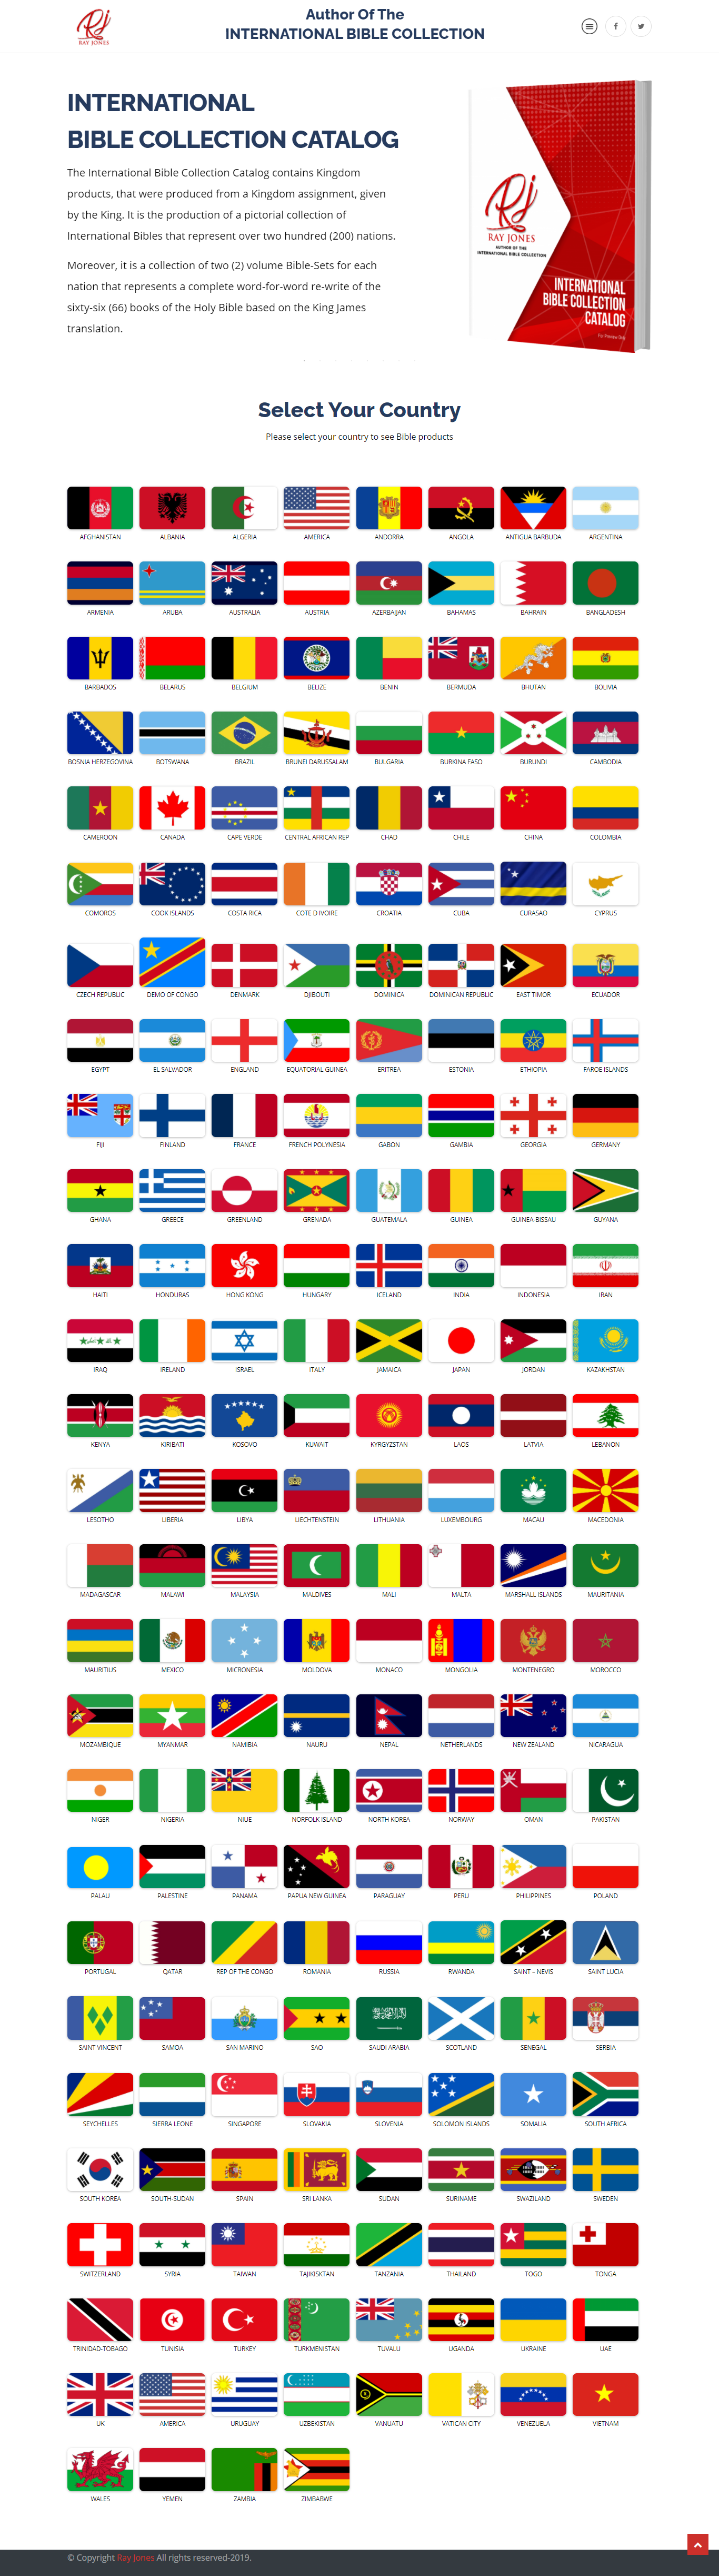 RAY JONES
Author Of The
INTERNATIONAL BIBLE COLLECTION
INTERNATIONAL
BIBLE COLLECTION CATALOG
The International Bible Collection Catalog contains Kingdom
products, that were produced from a Kingdom assignment, given
by the King. It is the production of a pictorial collection of
International Bibles that represent over two hundred (200) nations.
Moreover, it is a collection of two (2) volume Bible-Sets for each
nation that represents a complete word-for-word re-write of the
sixty-six (66) books of the Holy Bible based on the King James
translation.
RAY JONES
AUTHOR OF THE
INTERNATIONAL BIBLE COLLECTION
INTERNATIONAL
BIBLE COLLECTION
CATALOG
For Preview Only
Select Your Country
Please select your country to see Bible products
AFGHANISTAN ALBANIA ALGERIA AMERICA ANDORRA ANGOLA ANTIGUA BARBUDA ARGENTINA
ARMENIA ARUBA AUSTRALIA AUSTRIA AZERBAIJAN BAHAMAS BAHRAIN BANGLADESH
BARBADOS BELARUS BELGIUM BELIZE BENIN BERMUDA BHUTAN BOLIVIA
BOSNIA HERZEGOVINA BOTSWANA BRAZIL BRUNEI DARUSSALAM BULGARIA BURKINA FASO BURUNDI CAMBODIA
CAMEROON CANADA CAPE VERDE CENTRAL AFRICAN REP CHAD CHILE CHINA COLOMBIA
COMOROS COOK ISLANDS COSTA RICA COTE D IVOIRE CROATIA CUBA CURASAO CYPRUS
CZECH REPUBLIC DEMO OF CONGO DENMARK DJIBOUTI DOMINICA DOMINICAN REPUBLIC EAST TIMOR ECUADOR
EGYPT EL SALVADOR ENGLAND EQUATORIAL GUINEA ERITREA ESTONIA ETHIOPIA FAROE ISLANDS
FIJI FINLAND FRANCE FRENCH POLYNESIA GABON GAMBIA GEORGIA GERMANY
GHANA GREECE GREENLAND GRENADA GUATEMALA GUINEA GUINEA-BISSAU GUYANA
HAITI HONDURAS HONG KONG HUNGARY ICELAND INDIA INDONESIA IRAN
IRAQ IRELAND ISRAEL ITALY JAMAICA JAPAN JORDAN KAZAKHSTAN
KENYA KIRIBATI KOSOVO KUWAIT KYRGYZSTAN LAOS LATVIA LEBANON
LESOTHO LIBERIA LIBYA LIECHTENSTEIN LITHUANIA LUXEMBOURG MACAU MACEDONIA
MADAGASCAR MALAWI MALAYSIA MALDIVES MALI MALTA MARSHALL ISLANDS MAURITANIA
MAURITIUS MEXICO MICRONESIA MOLDOVA MONACO MONGOLIA MONTENEGRO MOROCCO
MOZAMBIQUE MYANMAR NAMIBIA NAURU NEPAL NETHERLANDS NEW ZEALAND NICARAGUA
NIGER NIGERIA NIUE NORFOLK ISLAND NORTH KOREA NORWAY OMAN PAKISTAN
PALAU PALESTINE PANAMA PAPUA NEW GUINEA PARAGUAY PERU PHILIPPINES POLAND
PORTUGAL QATAR REP OF THE CONGO ROMANIA RUSSIA RWANDA SAINT – NEVIS SAINT LUCIA
SAINT VINCENT SAMOA SAN MARINO SAO SAUDI ARABIA SCOTLAND SENEGAL SERBIA
SEYCHELLES SIERRA LEONE SINGAPORE SLOVAKIA SLOVENIA SOLOMON ISLANDS SOMALIA SOUTH AFRICA
SOUTH KOREA SOUTH-SUDAN SPAIN SRI LANKA SUDAN SURINAME SWAZILAND SWEDEN
SWITZERLAND SYRIA TAIWAN TAJIKISKTAN TANZANIA THAILAND TOGO TONGA
TRINIDAD-TOBAGO TUNISIA TURKEY TURKMENISTAN TUVALU UGANDA UKRAINE UAE
UK AMERICA URUGUAY UZBEKISTAN VANUATU VATICAN CITY VENEZUELA VIETNAM
WALES YEMEN ZAMBIA ZIMBABWE
© Copyright Ray Jones All rights reserved-2019.